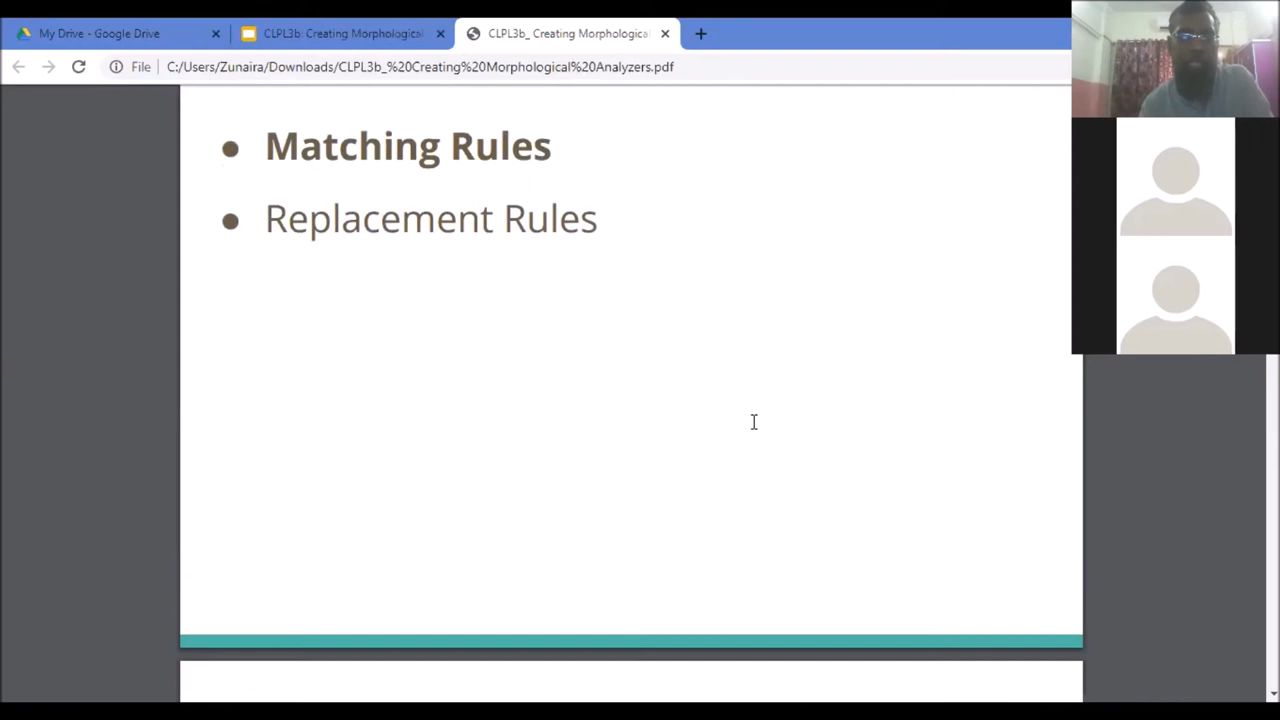 My Drive - Google Drive
CLPL3b: Creating Morphological
CLPL3b_ Creating Morphological
File
C:/Users/Zunaira/Downloads/CLPL3b_%20Creating%20Morphological%20Analyzers.pdf
● Matching Rules
● Replacement Rules